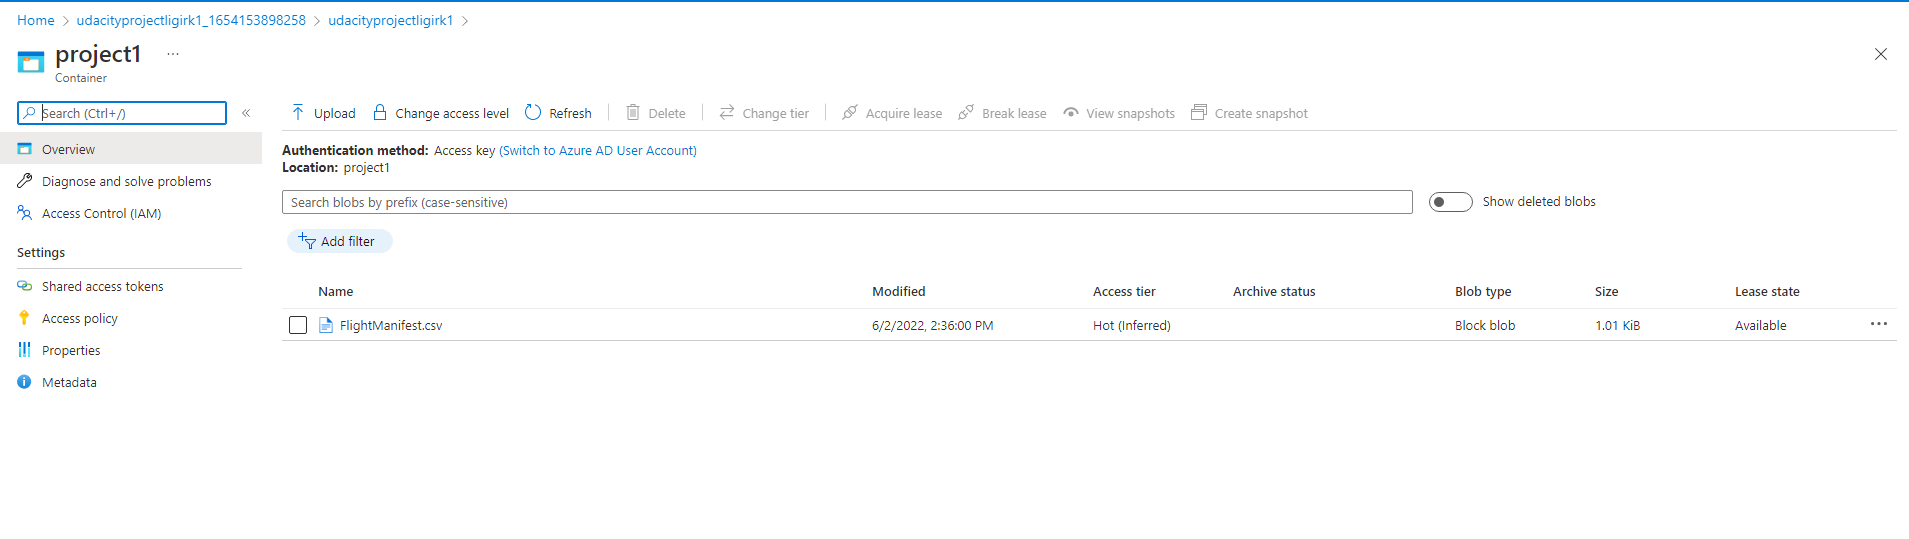 Home > udacityprojectligirk1_1654153898258 > udacityprojectligirk1 >
project1 ...
Container
Search (Ctrl+/) «
Upload Change access level Refresh Delete Change tier Acquire lease Break lease View snapshots Create snapshot
Overview
Diagnose and solve problems
Access Control (IAM)
Settings
Shared access tokens
Access policy
Properties
Metadata
Authentication method: Access key (Switch to Azure AD User Account)
Location: project1
Search blobs by prefix (case-sensitive)
Show deleted blobs
Add filter
Name Modified Access tier Archive status Blob type Size Lease state
FlightManifest.csv 6/2/2022, 2:36:00 PM Hot (Inferred) Block blob 1.01 KiB Available ...